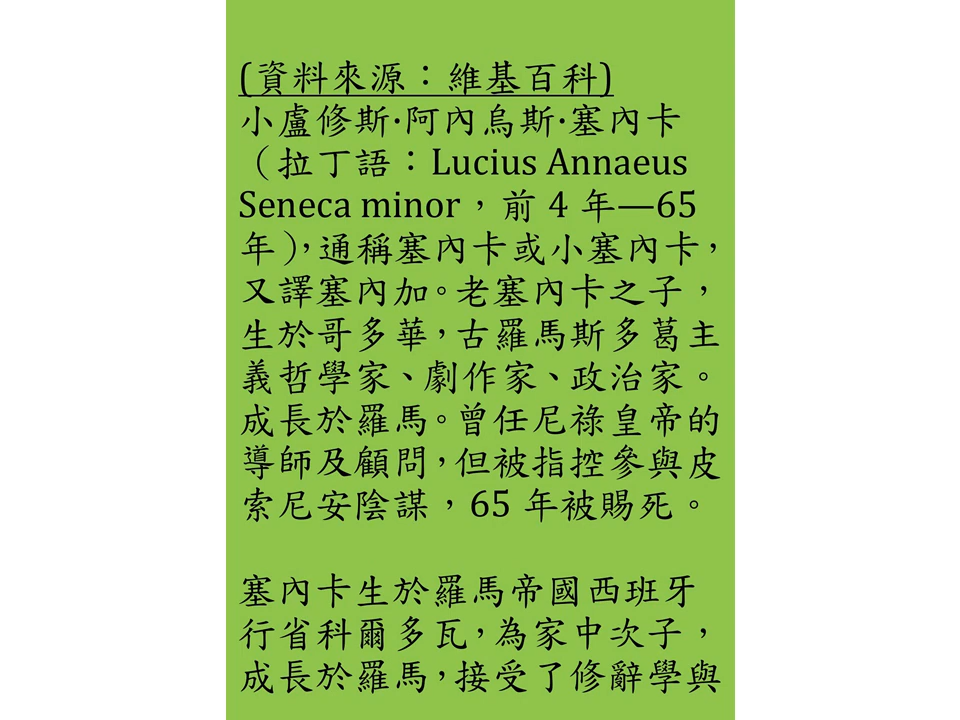 (資料來源：維基百科)
小盧修斯·阿內烏斯·塞內卡
（拉丁語：Lucius Annaeus
Seneca minor，前 4 年—65
年），通稱塞內卡或小塞內卡，
又譯塞內加。老塞內卡之子，
生於哥多華，古羅馬斯多葛主
義哲學家、劇作家、政治家。
成長於羅馬。曾任尼祿皇帝的
導師及顧問，但被指控參與皮
索尼安陰謀，65 年被賜死。
塞內卡生於羅馬帝國西班牙
行省科爾多瓦，為家中次子，
成長於羅馬，接受了修辭學與